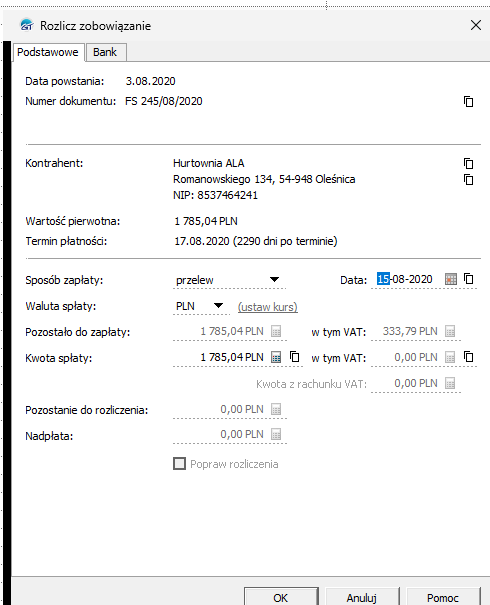 GT Rozlicz zobowiązanie
Podstawowe Bank
Data powstania: 3.08.2020
Numer dokumentu: FS 245/08/2020
Kontrahent: Hurtownia ALA
Romanowskiego 134, 54-948 Oleśnica
NIP: 8537464241
Wartość pierwotna: 1 785,04 PLN
Termin płatności: 17.08.2020 (2290 dni po terminie)
Sposób zapłaty: przelew Data: 15-08-2020
Waluta spłaty: PLN (ustaw kurs)
Pozostało do zapłaty: 1 785,04 PLN w tym VAT: 333,79 PLN
Kwota spłaty: 1 785,04 PLN w tym VAT: 0,00 PLN
Kwota z rachunku VAT: 0,00 PLN
Pozostanie do rozliczenia: 0,00 PLN
Nadpłata: 0,00 PLN
Popraw rozliczenia
OK Anuluj Pomoc